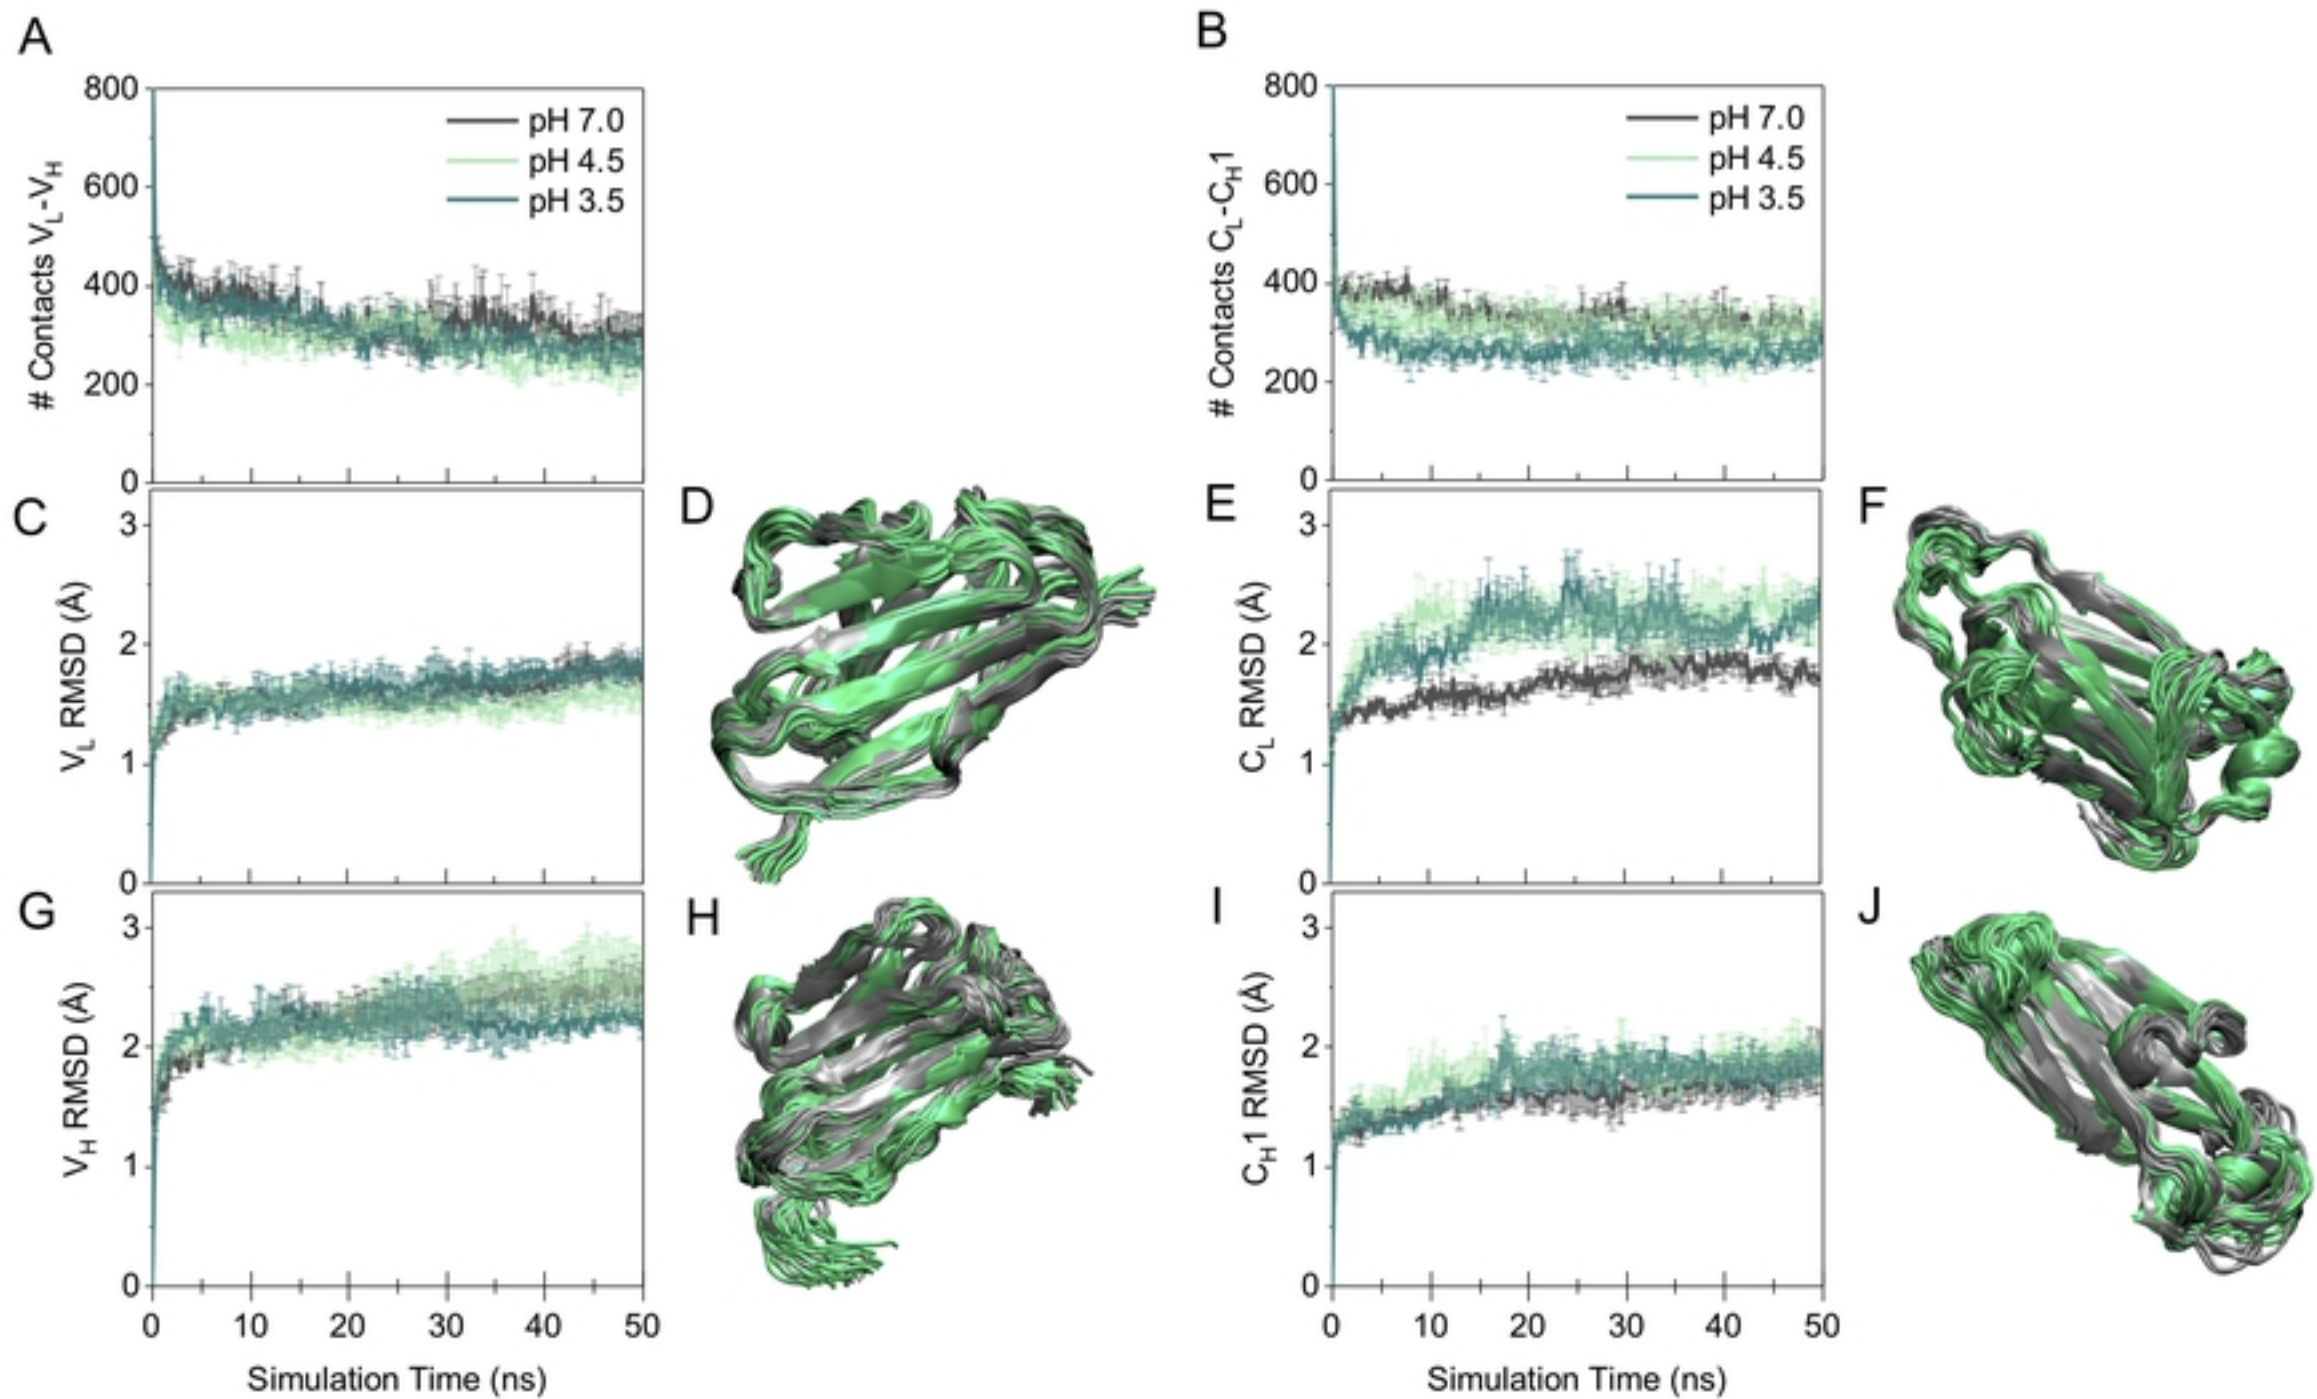 A
800
600
400
200
0
# Contacts V_L-V_H
pH 7.0
pH 4.5
pH 3.5
B
800
600
400
200
0
# Contacts C_L-C_H1
pH 7.0
pH 4.5
pH 3.5
C
3
2
1
0
V_L RMSD (Å)
D
E
3
2
1
0
C_L RMSD (Å)
F
G
3
2
1
0
V_H RMSD (Å)
0 10 20 30 40 50
Simulation Time (ns)
H
I
3
2
1
0
C_H1 RMSD (Å)
0 10 20 30 40 50
Simulation Time (ns)
J